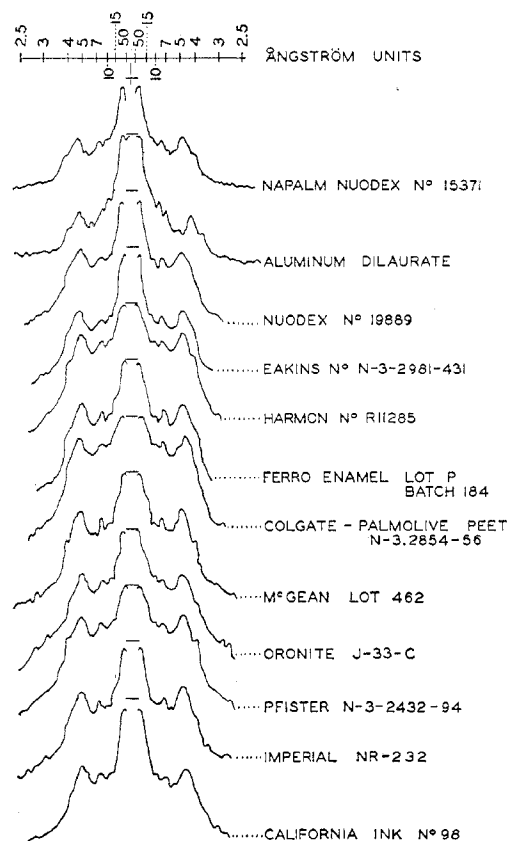 2.5 3 4 5 7 10 15 50 50 15 10 7 5 4 3 2.5 ÅNGSTRÖM UNITS
NAPALM NUODEX Nº 15371
ALUMINUM DILAURATE
NUODEX Nº 19889
EAKINS Nº N-3-2981-431
HARMON Nº R11285
FERRO ENAMEL LOT P
BATCH 184
COLGATE-PALMOLIVE PEET
N-3.2854-56
McGEAN LOT 462
ORONITE J-33-C
PFISTER N-3-2432-94
IMPERIAL NR-232
CALIFORNIA INK Nº 98